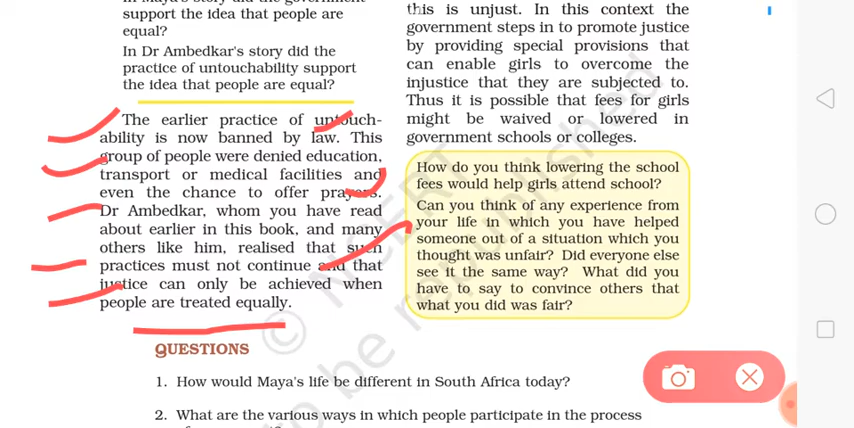 In Maya's story did the government
support the idea that people are
equal?
In Dr Ambedkar's story did the
practice of untouchability support
the idea that people are equal?
The earlier practice of untouch-
ability is now banned by law. This
group of people were denied education,
transport or medical facilities and
even the chance to offer prayers.
Dr Ambedkar, whom you have read
about earlier in this book, and many
others like him, realised that such
practices must not continue and that
justice can only be achieved when
people are treated equally.
this is unjust. In this context the
government steps in to promote justice
by providing special provisions that
can enable girls to overcome the
injustice that they are subjected to.
Thus it is possible that fees for girls
might be waived or lowered in
government schools or colleges.
How do you think lowering the school
fees would help girls attend school?
Can you think of any experience from
your life in which you have helped
someone out of a situation which you
thought was unfair? Did everyone else
see it the same way? What did you
have to say to convince others that
what you did was fair?
QUESTIONS
1. How would Maya's life be different in South Africa today?
2. What are the various ways in which people participate in the process
© NCERT
to be republished